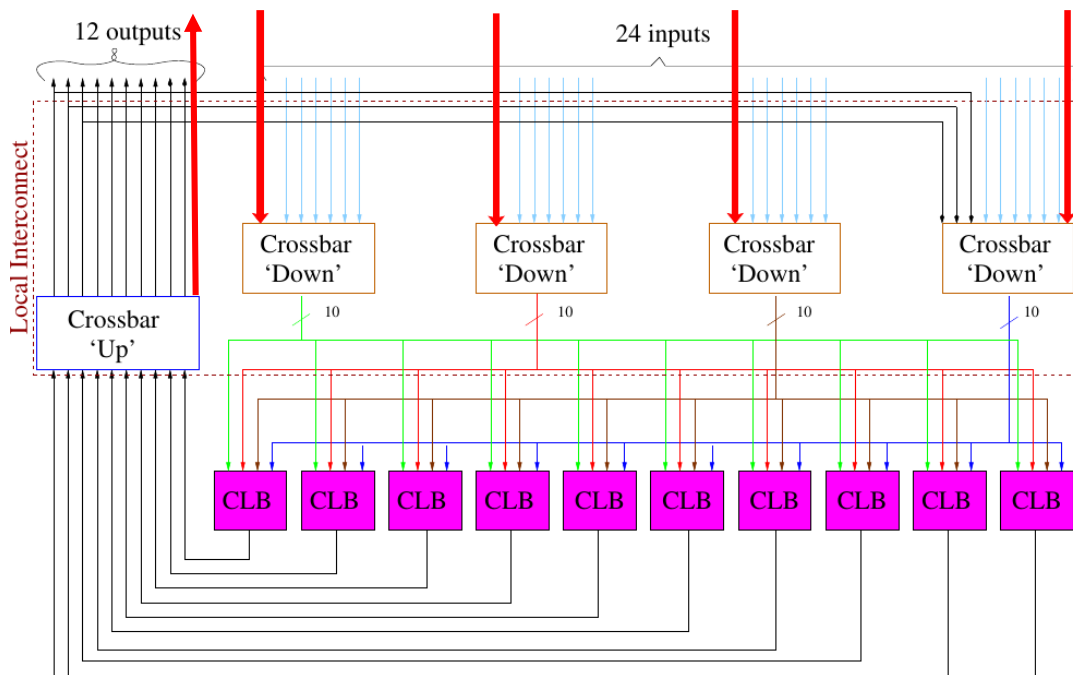 12 outputs
24 inputs
Local Interconnect
Crossbar
‘Down’
Crossbar
‘Down’
Crossbar
‘Down’
Crossbar
‘Down’
Crossbar
‘Up’
10
10
10
10
CLB
CLB
CLB
CLB
CLB
CLB
CLB
CLB
CLB
CLB